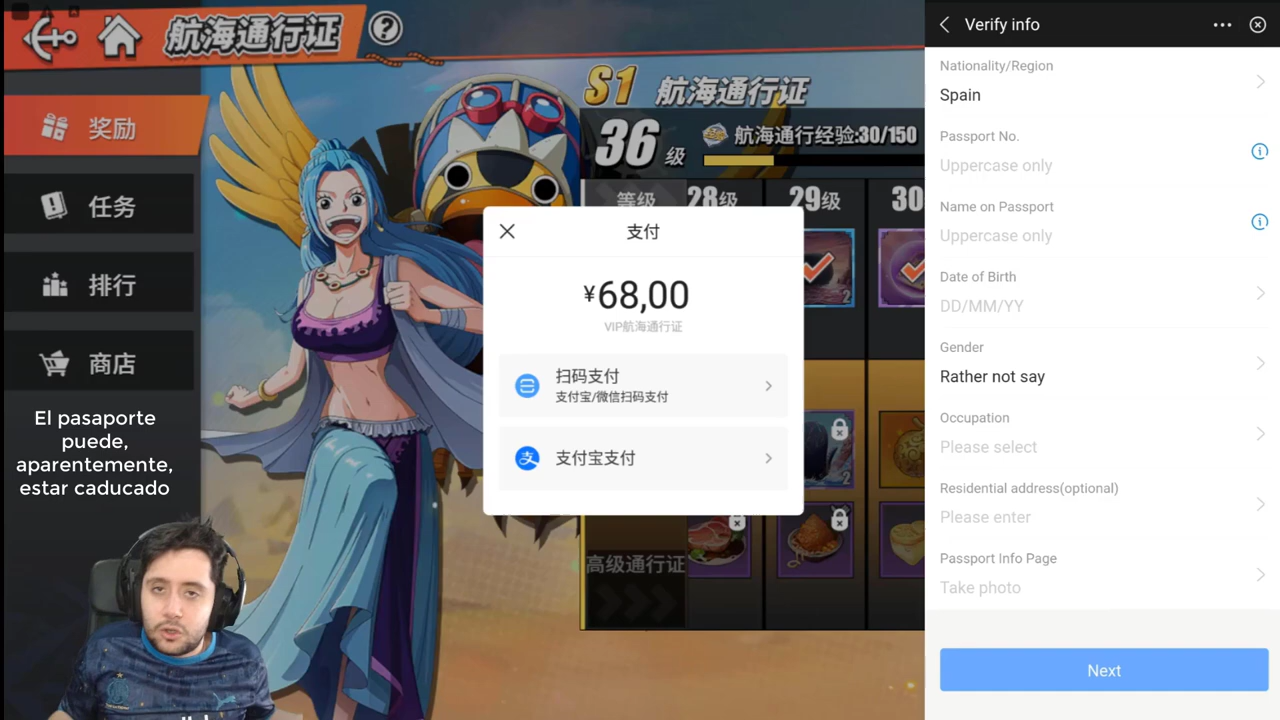 航海通行证
?
奖励
任务
排行
商店
El pasaporte
puede,
aparentemente,
estar caducado
S1 航海通行证
36级
航海通行经验:30/150
等级
28级
29级
30
2
2
高级通行证
支付
¥68,00
VIP航海通行证
扫码支付
支付宝/微信扫码支付
支付宝支付
Verify info
Nationality/Region
Spain
Passport No.
Uppercase only
Name on Passport
Uppercase only
Date of Birth
DD/MM/YY
Gender
Rather not say
Occupation
Please select
Residential address(optional)
Please enter
Passport Info Page
Take photo
Next